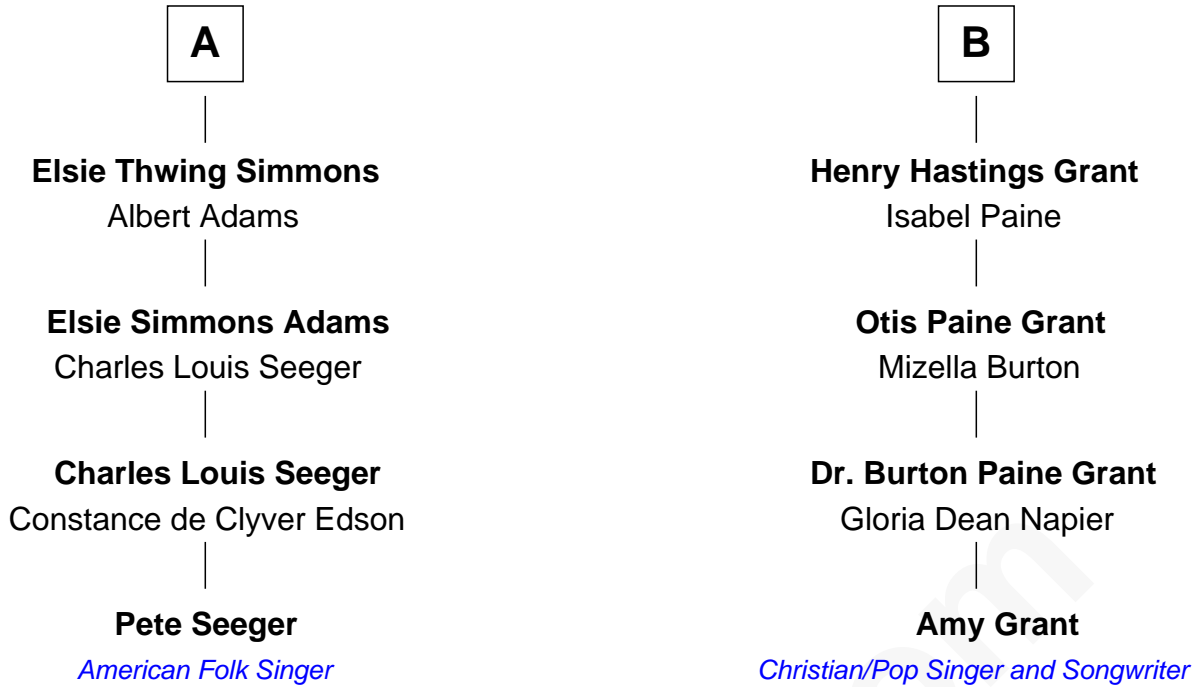 A
B
Elsie Thwing Simmons
Albert Adams
Henry Hastings Grant
Isabel Paine
Elsie Simmons Adams
Charles Louis Seeger
Otis Paine Grant
Mizella Burton
Charles Louis Seeger
Constance de Clyver Edson
Dr. Burton Paine Grant
Gloria Dean Napier
Pete Seeger
American Folk Singer
Amy Grant
Christian/Pop Singer and Songwriter